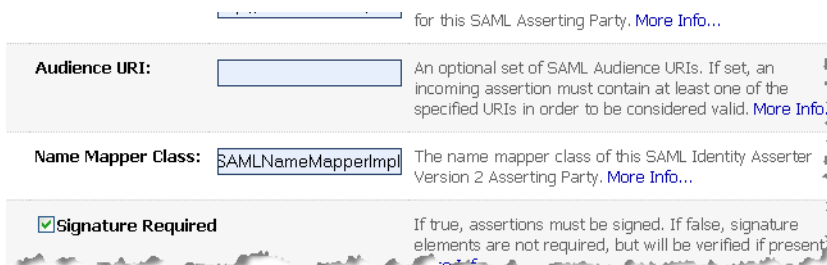 for this SAML Asserting Party. More Info...
Audience URI:
An optional set of SAML Audience URIs. If set, an
incoming assertion must contain at least one of the
specified URIs in order to be considered valid. More Info.
Name Mapper Class: SAMLNameMapperImpl
The name mapper class of this SAML Identity Asserter
Version 2 Asserting Party. More Info...
Signature Required
If true, assertions must be signed. If false, signature
elements are not required, but will be verified if present